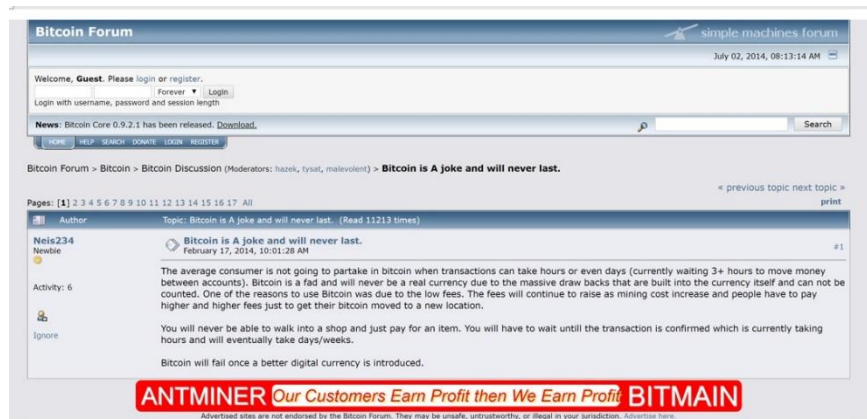 Bitcoin Forum
simple machines forum
July 02, 2014, 08:13:14 AM
Welcome, Guest. Please login or register.
Forever ▼ Login
Login with username, password and session length
News: Bitcoin Core 0.9.2.1 has been released. Download.
Search
HOME HELP SEARCH DONATE LOGIN REGISTER
Bitcoin Forum > Bitcoin > Bitcoin Discussion (Moderators: hazek, tysat, malevolent) > Bitcoin is A joke and will never last.
« previous topic next topic »
Pages: [1] 2 3 4 5 6 7 8 9 10 11 12 13 14 15 16 17 All
print
Author
Topic: Bitcoin is A joke and will never last. (Read 11213 times)
Neis234
Newbie
Activity: 6
Ignore
Bitcoin is A joke and will never last.
February 17, 2014, 10:01:28 AM
#1
The average consumer is not going to partake in bitcoin when transactions can take hours or even days (currently waiting 3+ hours to move money
between accounts). Bitcoin is a fad and will never be a real currency due to the massive draw backs that are built into the currency itself and can not be
counted. One of the reasons to use Bitcoin was due to the low fees. The fees will continue to raise as mining cost increase and people have to pay
higher and higher fees just to get their bitcoin moved to a new location.
You will never be able to walk into a shop and just pay for an item. You will have to wait untill the transaction is confirmed which is currently taking
hours and will eventually take days/weeks.
Bitcoin will fail once a better digital currency is introduced.
ANTMINER Our Customers Earn Profit then We Earn Profit BITMAIN
Advertised sites are not endorsed by the Bitcoin Forum. They may be unsafe, untrustworthy, or illegal in your jurisdiction. Advertise here.